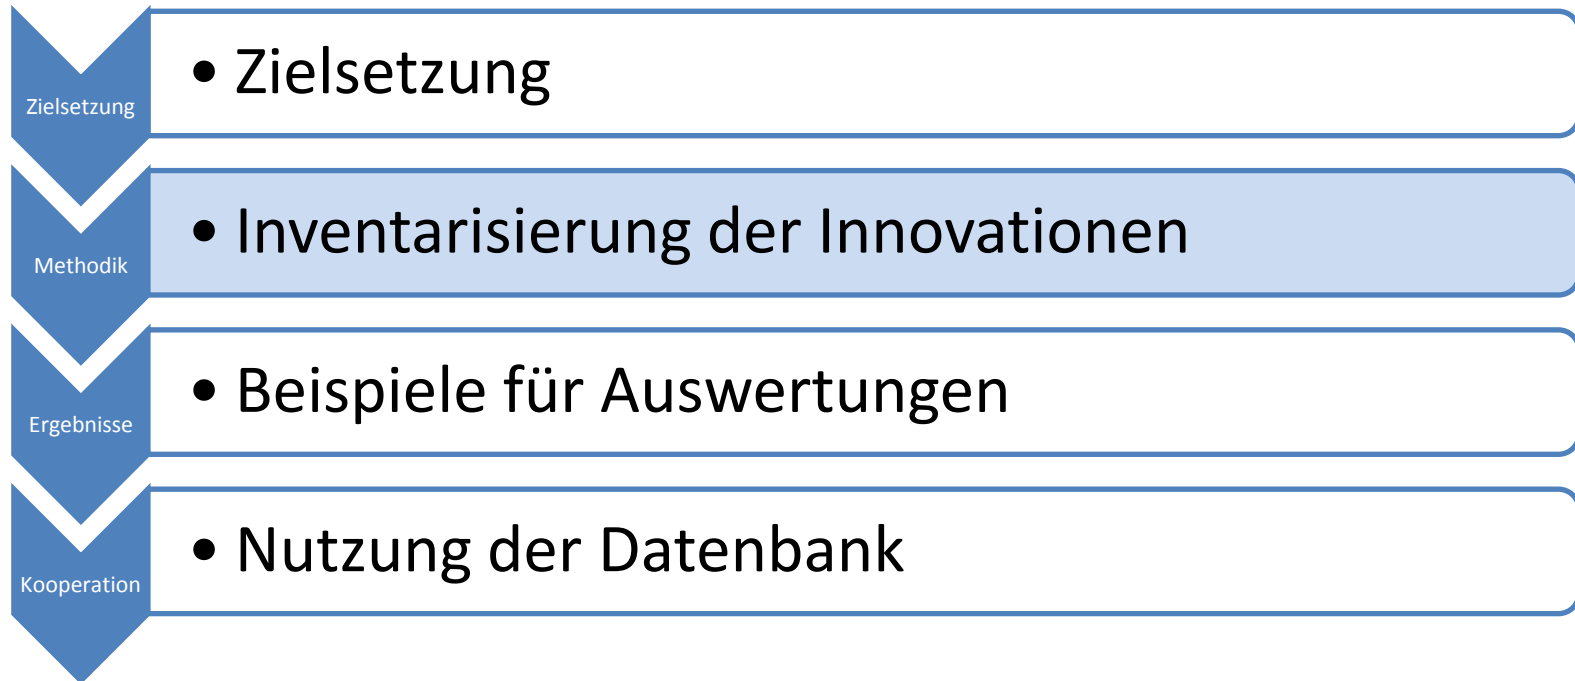 Zielsetzung
• Zielsetzung
Methodik
• Inventarisierung der Innovationen
Ergebnisse
• Beispiele für Auswertungen
Kooperation
• Nutzung der Datenbank